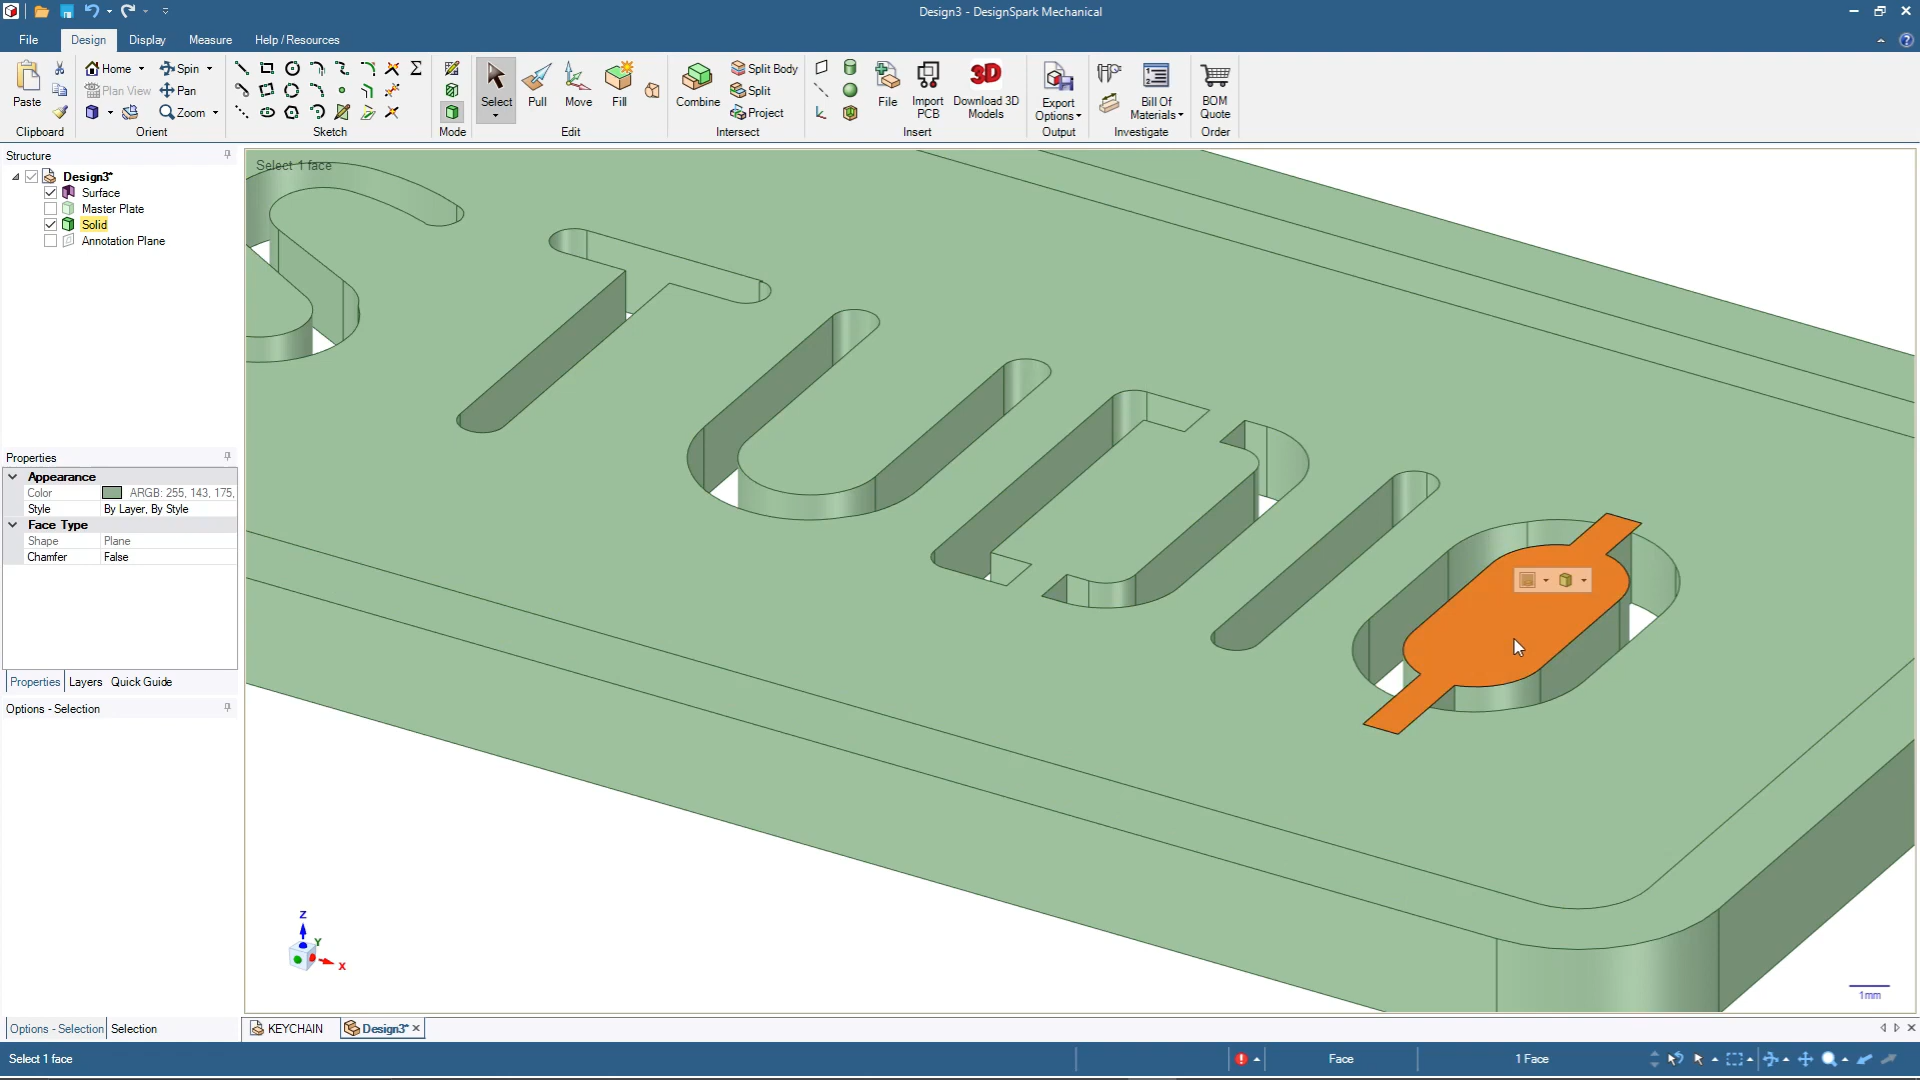 Design3 - DesignSpark Mechanical
File Design Display Measure Help / Resources
Paste
Clipboard
Home Spin
Plan View Pan
Zoom
Orient
Sketch
Mode
Select Pull Move Fill
Edit
Combine
Split Body
Split
Project
Intersect
File
Import PCB
3D
Download 3D Models
Insert
Export Options
Output
Bill Of Materials
Investigate
BOM Quote
Order
Structure
Design3*
Surface
Master Plate
Solid
Annotation Plane
Properties
Appearance
Color ARGB: 255, 143, 175,
Style By Layer, By Style
Face Type
Shape Plane
Chamfer False
Properties Layers Quick Guide
Options - Selection
Select 1 face
STUDIO
Z
Y
X
1mm
Options - Selection Selection
KEYCHAIN Design3*
Select 1 face Face 1 Face